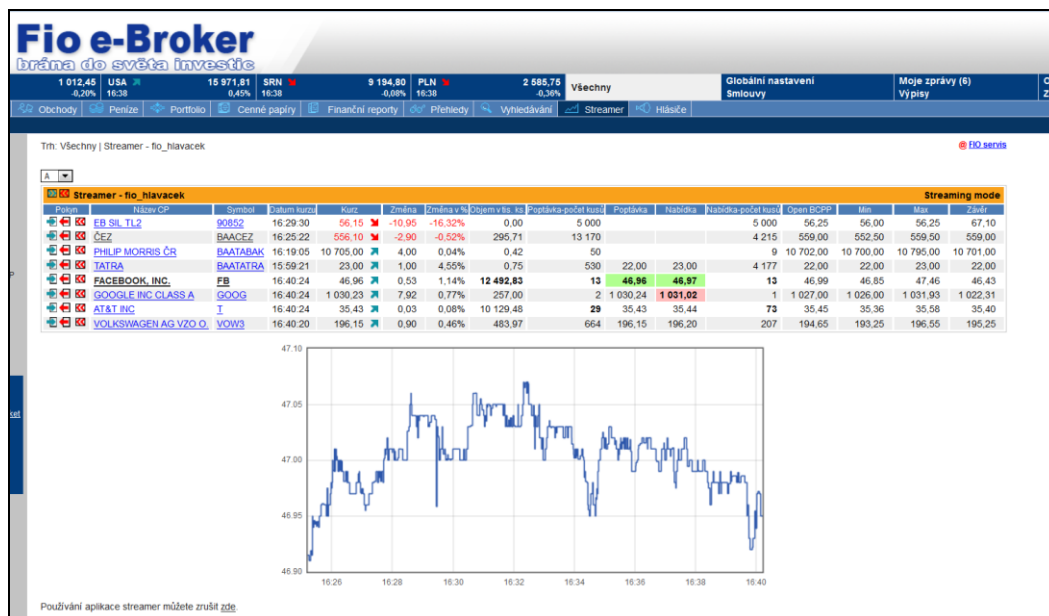 Fio e-Broker
brána do světa investic
1 012,45 USA 15 971,81 SRN 9 194,80 PLN 2 585,75 Všechny Globální nastavení Moje zprávy (6)
-0,20% 16:38 0,45% 16:38 -0,08% 16:38 -0,36% Smlouvy Výpisy
Obchody Peníze Portfolio Cenné papíry Finanční reporty Přehledy Vyhledávání Streamer Hlásiče
Trh: Všechny | Streamer - fio_hlavacek @ FIO servis
A
Streamer - fio_hlavacek Streaming mode
Pokyn Název CP Symbol Datum kurzu Kurz Změna Změna v % Objem v tis. ks. Poptávka-počet kusů Poptávka Nabídka Nabídka-počet kusů Open BCPP Min Max Závěr
EB SIL TL2 90852 16:29:30 56,15 -10,95 -16,32% 0,00 5 000 5 000 56,25 56,00 56,25 67,10
ČEZ BAACEZ 16:25:22 556,10 -2,90 -0,52% 295,71 13 170 4 215 559,00 552,50 559,50 559,00
PHILIP MORRIS ČR BAATABAK 16:19:05 10 705,00 4,00 0,04% 0,42 50 9 10 702,00 10 700,00 10 795,00 10 701,00
TATRA BAATATRA 15:59:21 23,00 1,00 4,55% 0,75 530 22,00 23,00 4 177 22,00 22,00 23,00 22,00
FACEBOOK, INC. FB 16:40:24 46,96 0,53 1,14% 12 492,83 13 46,96 46,97 13 46,99 46,85 47,46 46,43
GOOGLE INC CLASS A GOOG 16:40:24 1 030,23 7,92 0,77% 257,00 2 1 030,24 1 031,02 1 1 027,00 1 026,00 1 031,93 1 022,31
AT&T INC T 16:40:24 35,43 0,03 0,08% 10 129,48 29 35,43 35,44 73 35,45 35,36 35,58 35,40
VOLKSWAGEN AG VZO O. VOW3 16:40:20 196,15 0,90 0,46% 483,97 664 196,15 196,20 207 194,65 193,25 196,55 195,25
47.10
47.05
47.00
46.95
46.90
16:26 16:28 16:30 16:32 16:34 16:36 16:38 16:40
Používání aplikace streamer můžete zrušit zde.